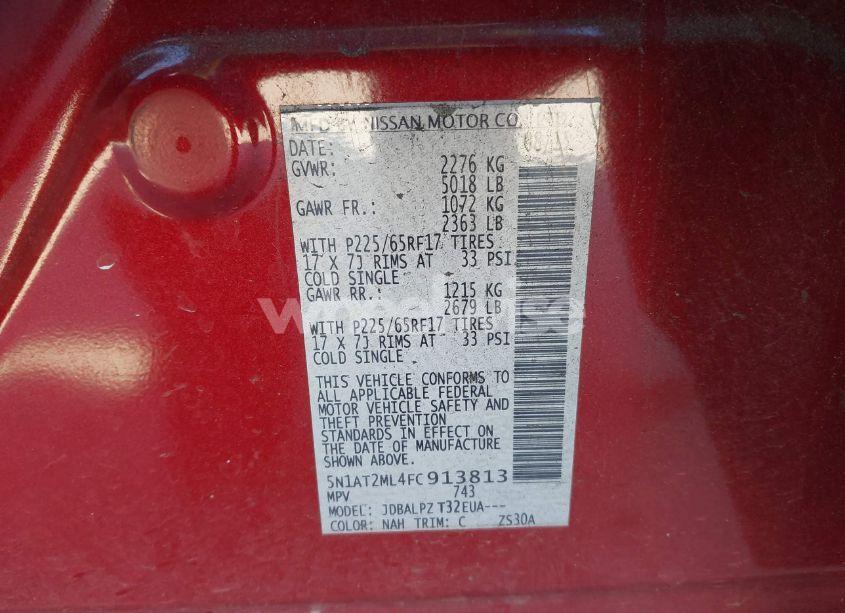 MFD BY NISSAN MOTOR CO.
DATE:
GVWR: 2276 KG
5018 LB
GAWR FR.: 1072 KG
2363 LB
WITH P225/65RF17 TIRES
17 X 7J RIMS AT 33 PSI
COLD SINGLE
GAWR RR.: 1215 KG
2679 LB
WITH P225/65RF17 TIRES
17 X 7J RIMS AT 33 PSI
COLD SINGLE
THIS VEHICLE CONFORMS TO
ALL APPLICABLE FEDERAL
MOTOR VEHICLE SAFETY AND
THEFT PREVENTION
STANDARDS IN EFFECT ON
THE DATE OF MANUFACTURE
SHOWN ABOVE.
5N1AT2ML4FC913813
MPV 743
MODEL: JDBALPZ T32EUA---
COLOR: NAH TRIM: C ZS30A